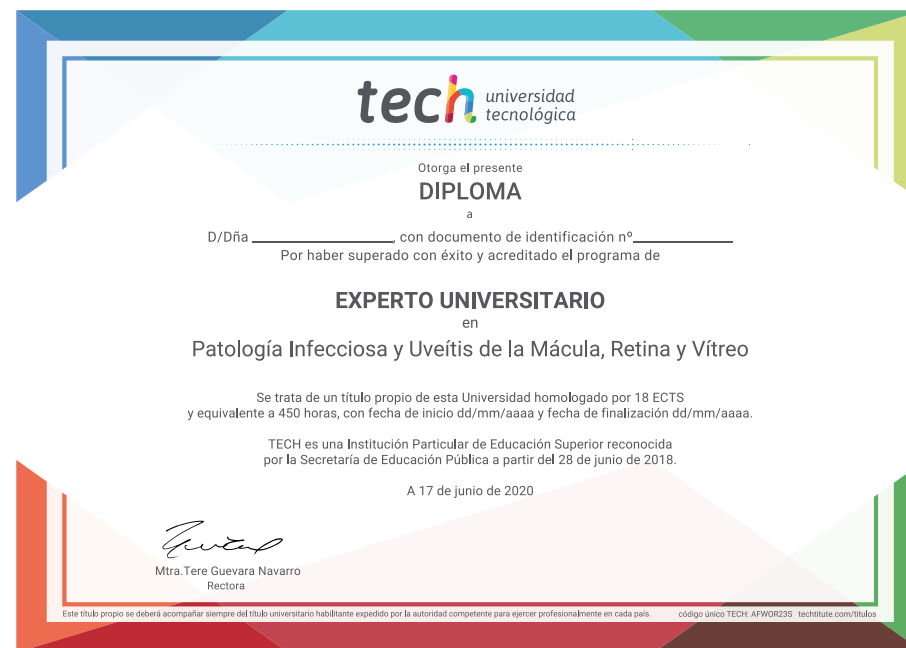 tech universidad
tecnológica
Otorga el presente
DIPLOMA
a
D/Dña ____________________, con documento de identificación nº______________
Por haber superado con éxito y acreditado el programa de
EXPERTO UNIVERSITARIO
en
Patología Infecciosa y Uveítis de la Mácula, Retina y Vítreo
Se trata de un título propio de esta Universidad homologado por 18 ECTS
y equivalente a 450 horas, con fecha de inicio dd/mm/aaaa y fecha de finalización dd/mm/aaaa.
TECH es una Institución Particular de Educación Superior reconocida
por la Secretaría de Educación Pública a partir del 28 de junio de 2018.
A 17 de junio de 2020
Mtra.Tere Guevara Navarro
Rectora
Este título propio se deberá acompañar siempre del título universitario habilitante expedido por la autoridad competente para ejercer profesionalmente en cada país. código único TECH: AFWOR23S techtitute.com/titulos